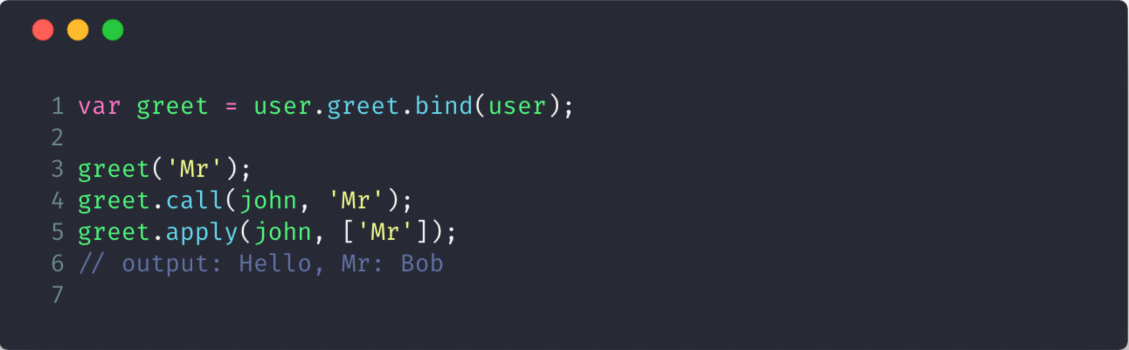 1 var greet = user.greet.bind(user);
2
3 greet('Mr');
4 greet.call(john, 'Mr');
5 greet.apply(john, ['Mr']);
6 // output: Hello, Mr: Bob
7